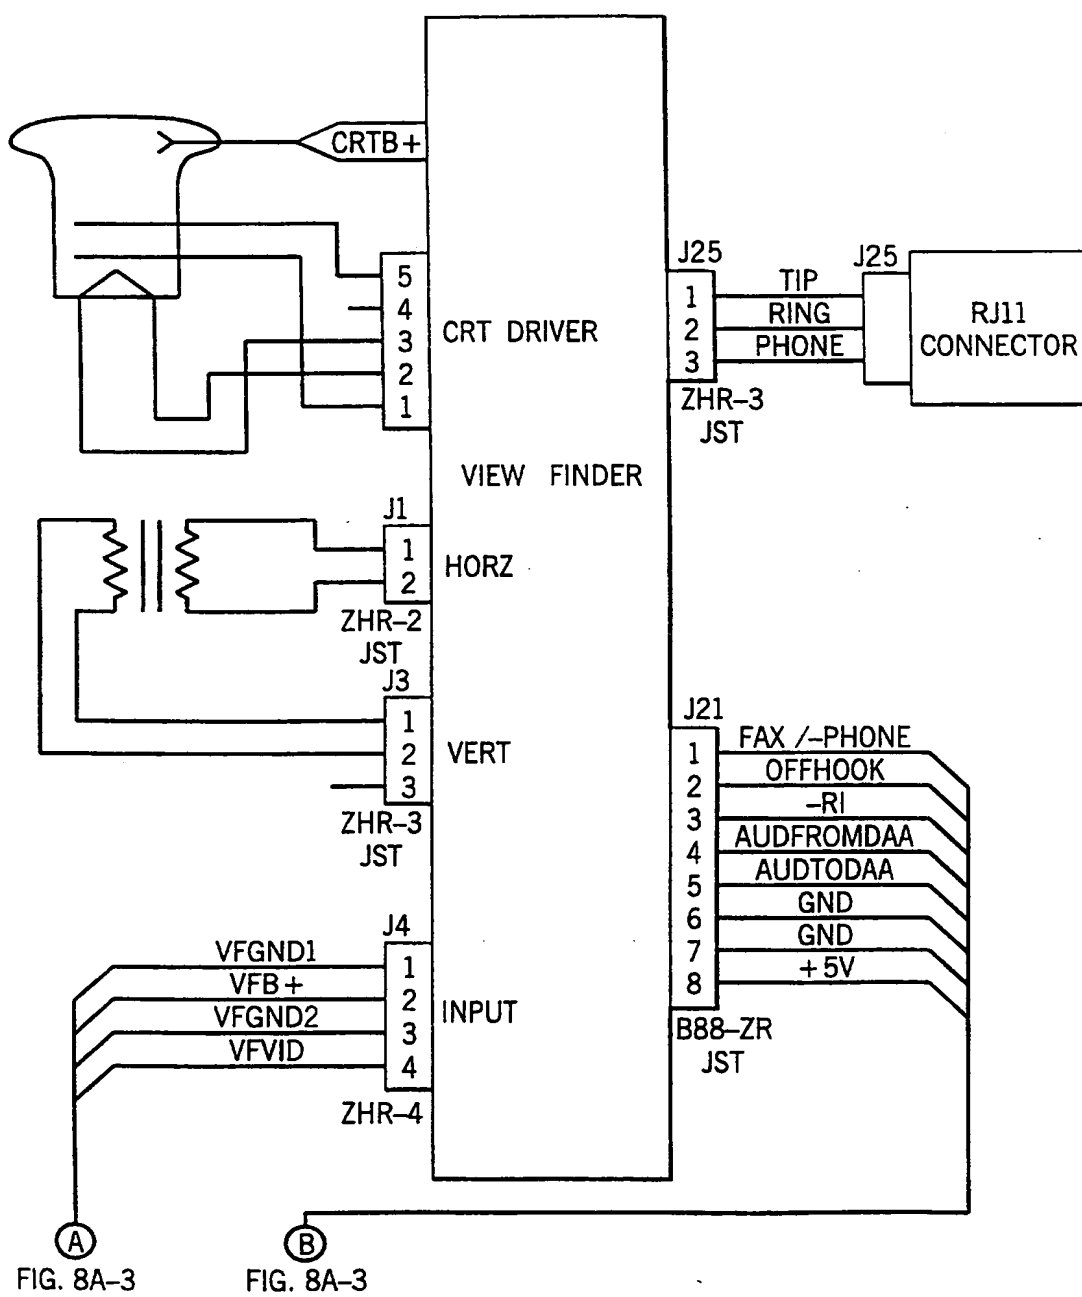 CRTB+
5
4
3
2
1
CRT DRIVER
VIEW FINDER
J25
1
2
3
TIP
RING
PHONE
J25
RJ11
CONNECTOR
ZHR-3
JST
J1
1
2
HORZ
ZHR-2
JST
J3
1
2
3
VERT
ZHR-3
JST
J21
1
2
3
4
5
6
7
8
FAX /-PHONE
OFFHOOK
-RI
AUDFROMDAA
AUDTODAA
GND
GND
+5V
B88-ZR
JST
J4
VFGND1
VFB+
VFGND2
VFVID
1
2
3
4
INPUT
ZHR-4
A
FIG. 8A-3
B
FIG. 8A-3